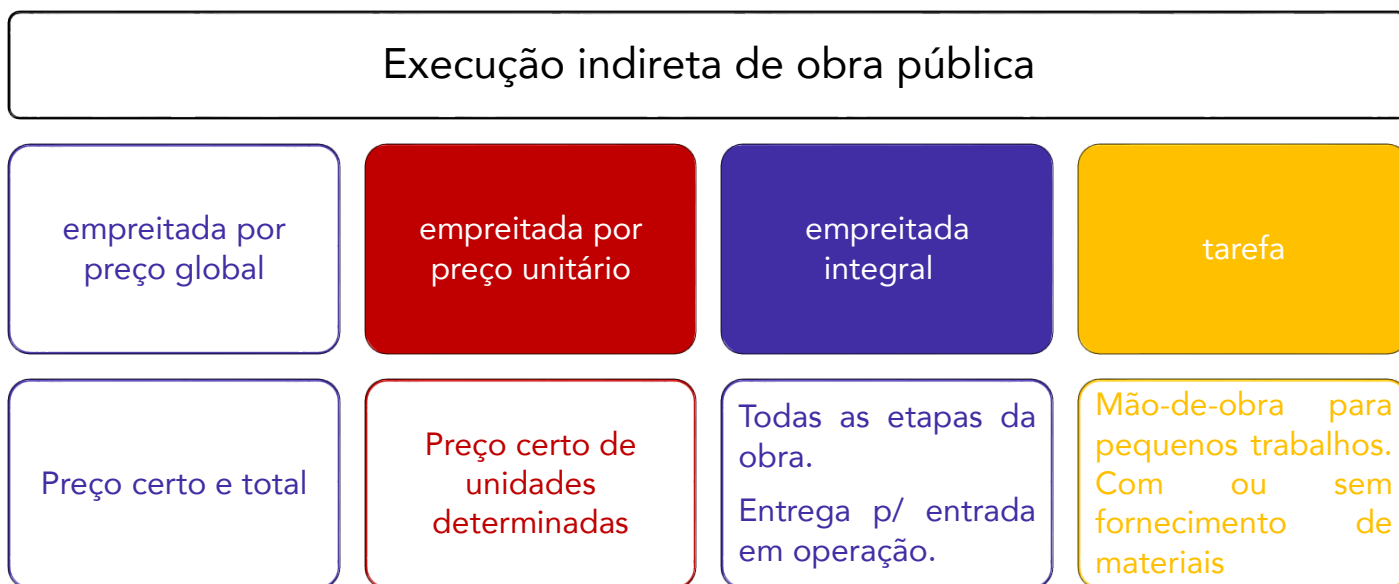 Execução indireta de obra pública
empreitada por
preço global
empreitada por
preço unitário
empreitada
integral
tarefa
Preço certo e total
Preço certo de
unidades
determinadas
Todas as etapas da
obra.
Entrega p/ entrada
em operação.
Mão-de-obra para
pequenos trabalhos.
Com ou sem
fornecimento de
materiais